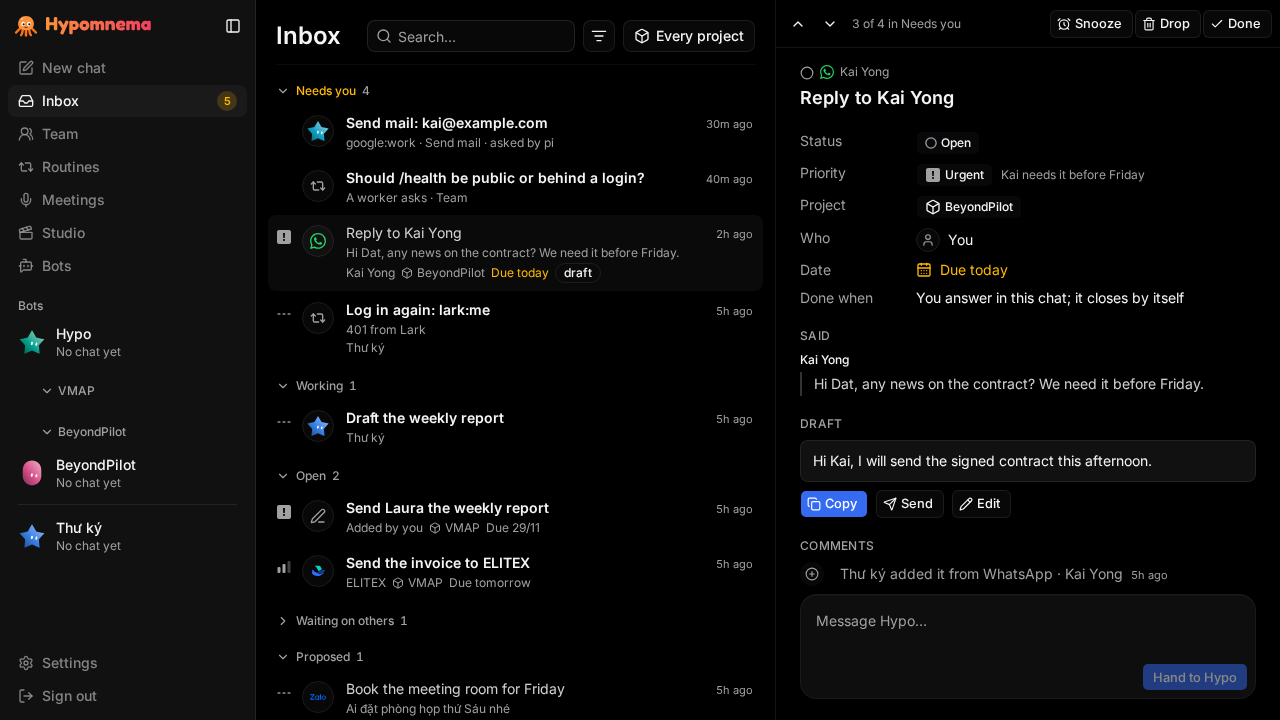 Hypomnema
New chat
Inbox
5
Team
Routines
Meetings
Studio
Bots
Bots
Hypo
No chat yet
VMAP
BeyondPilot
BeyondPilot
No chat yet
Thư ký
No chat yet
Settings
Sign out
Inbox
Search...
Every project
Needs you 4
Send mail: kai@example.com
30m ago
google:work · Send mail · asked by pi
Should /health be public or behind a login?
40m ago
A worker asks · Team
Reply to Kai Yong
2h ago
Hi Dat, any news on the contract? We need it before Friday.
Kai Yong BeyondPilot Due today draft
Log in again: lark:me
5h ago
401 from Lark
Thư ký
Working 1
Draft the weekly report
5h ago
Thư ký
Open 2
Send Laura the weekly report
5h ago
Added by you VMAP Due 29/11
Send the invoice to ELITEX
5h ago
ELITEX VMAP Due tomorrow
Waiting on others 1
Proposed 1
Zalo
Book the meeting room for Friday
5h ago
Ai đặt phòng họp thứ Sáu nhé
3 of 4 in Needs you
Snooze
Drop
Done
Kai Yong
Reply to Kai Yong
Status Open
Priority Urgent Kai needs it before Friday
Project BeyondPilot
Who You
Date Due today
Done when You answer in this chat; it closes by itself
SAID
Kai Yong
Hi Dat, any news on the contract? We need it before Friday.
DRAFT
Hi Kai, I will send the signed contract this afternoon.
Copy
Send
Edit
COMMENTS
Thư ký added it from WhatsApp · Kai Yong 5h ago
Message Hypo...
Hand to Hypo